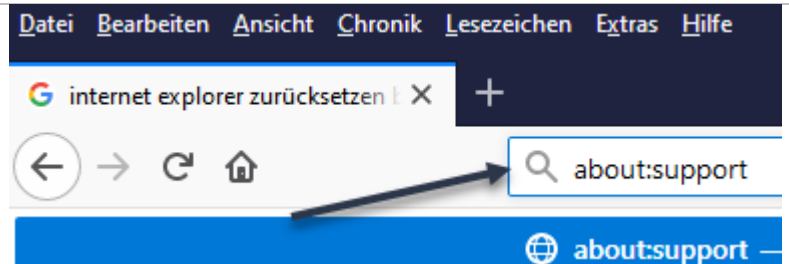 Datei Bearbeiten Ansicht Chronik Lesezeichen Extras Hilfe
internet explorer zurücksetzen
about:support
about:support —